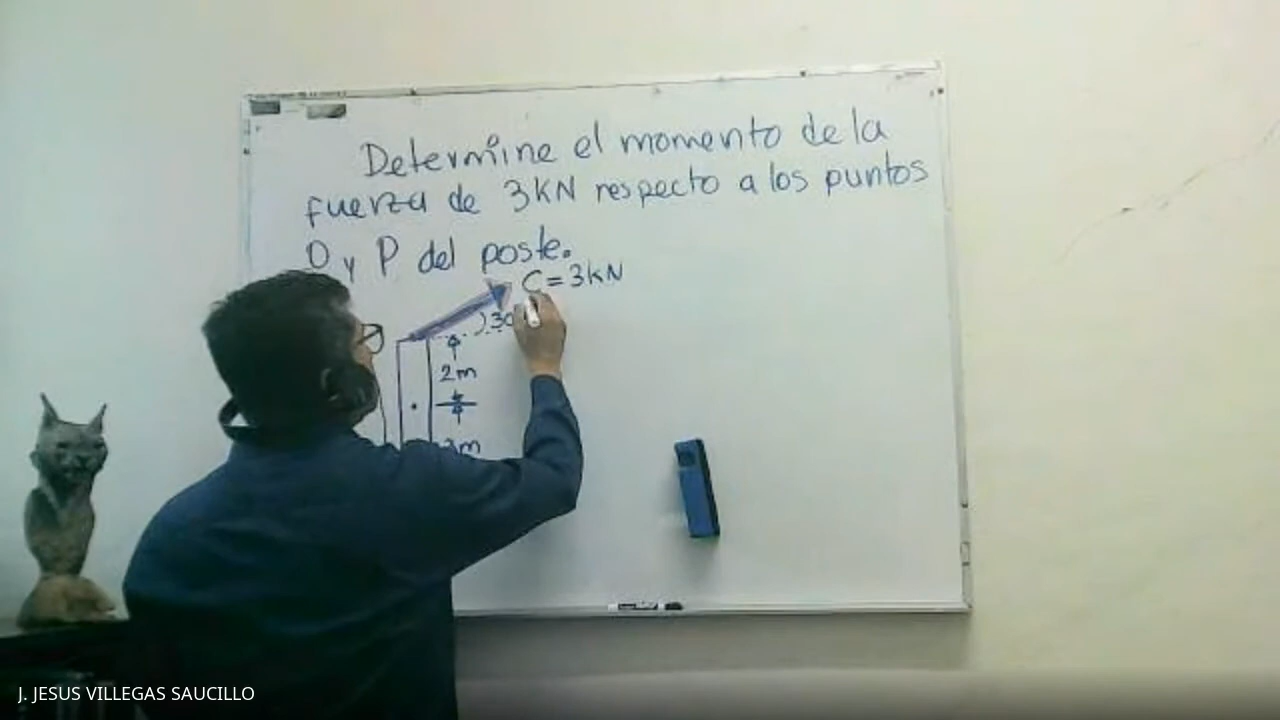 Determine el momento de la
fuerza de 3KN respecto a los puntos
O y P del poste.
C=3kN
2m
J. JESUS VILLEGAS SAUCILLO